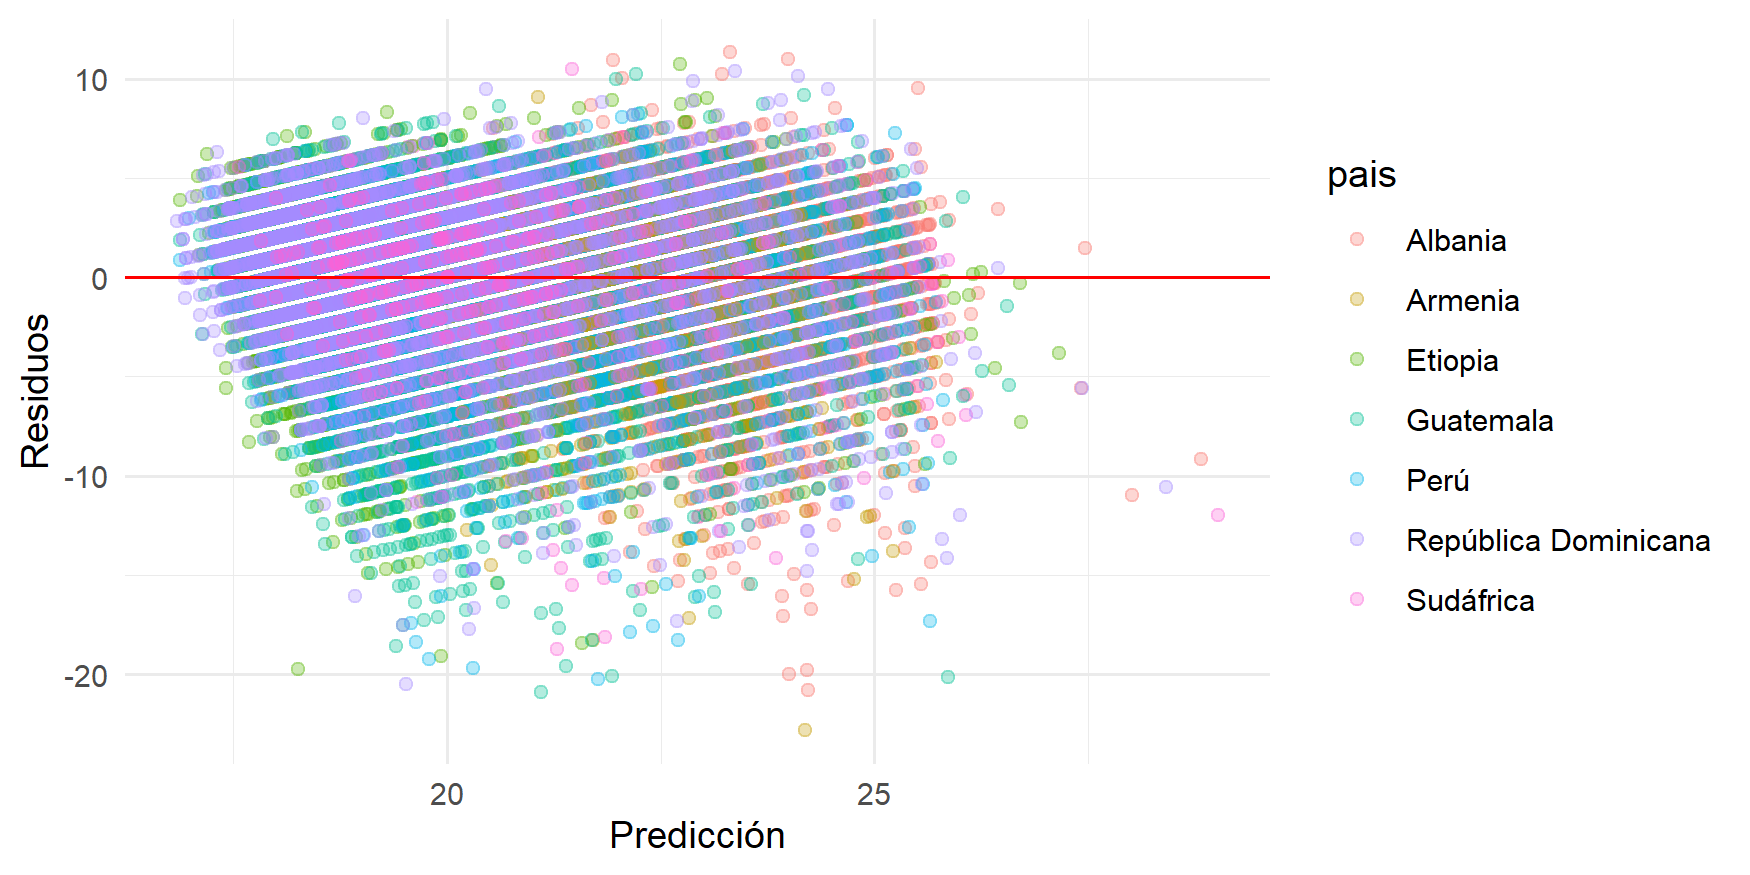 10
0
-10
-20
Residuos
20
25
Predicción
pais
Albania
Armenia
Etiopia
Guatemala
Perú
República Dominicana
Sudáfrica